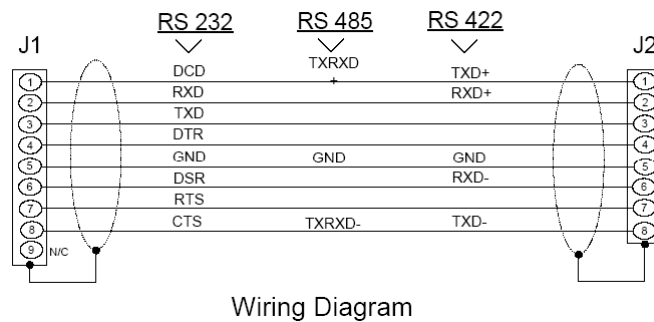 RS 232 RS 485 RS 422
J1 J2
DCD TXRXD + TXD+
1 1
RXD RXD+
2 2
TXD
3 3
DTR
4 4
GND GND GND
5 5
DSR RXD-
6 6
RTS
7 7
CTS TXRXD- TXD-
8 8
9 N/C
Wiring Diagram